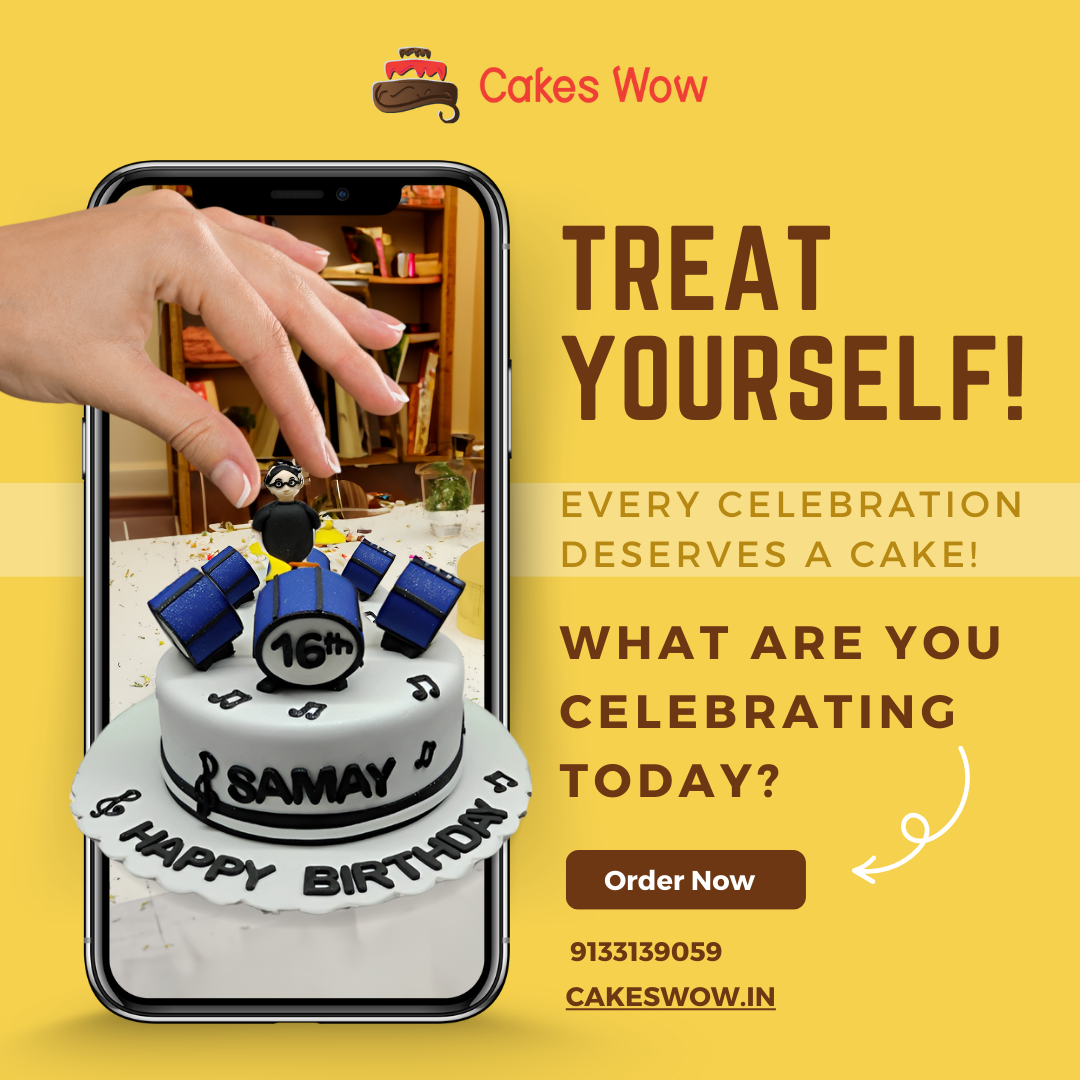 Cakes Wow
TREAT
YOURSELF!
EVERY CELEBRATION
DESERVES A CAKE!
WHAT ARE YOU
CELEBRATING
TODAY?
Order Now
9133139059
CAKESWOW.IN
16th
SAMAY
HAPPY BIRTHDAY